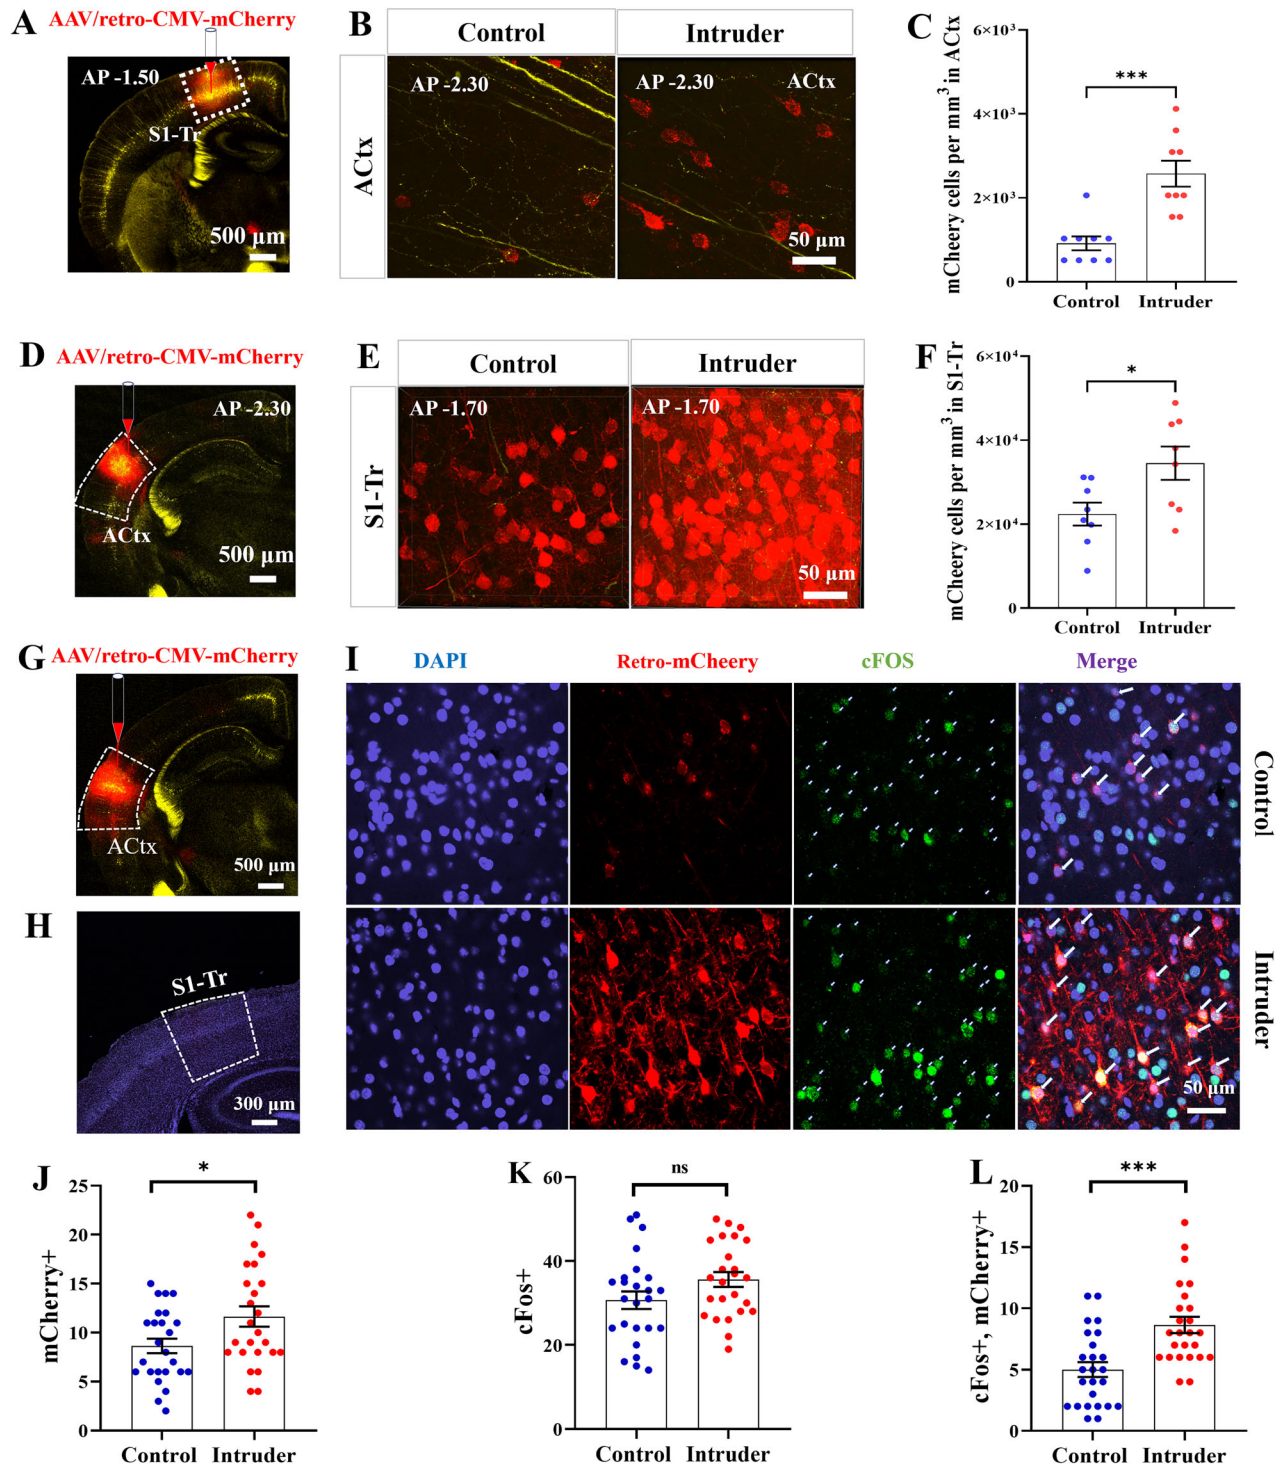 A
AAV/retro-CMV-mCherry
AP -1.50
S1-Tr
500 µm
B
Control
Intruder
ACtx
AP -2.30
AP -2.30
ACtx
50 µm
C
mCheery cells per mm³ in ACtx
6×10³
4×10³
2×10³
0
***
Control
Intruder
D
AAV/retro-CMV-mCherry
AP -2.30
ACtx
500 µm
E
Control
Intruder
S1-Tr
AP -1.70
AP -1.70
50 µm
F
mCheery cells per mm³ in S1-Tr
6×10⁴
4×10⁴
2×10⁴
0
*
Control
Intruder
G
AAV/retro-CMV-mCherry
ACtx
500 µm
H
S1-Tr
300 µm
I
DAPI
Retro-mCheery
cFOS
Merge
Control
Intruder
50 µm
J
mCherry+
25
20
15
10
5
0
*
Control
Intruder
K
cFos+
60
40
20
0
ns
Control
Intruder
L
cFos+, mCherry+
20
15
10
5
0
***
Control
Intruder